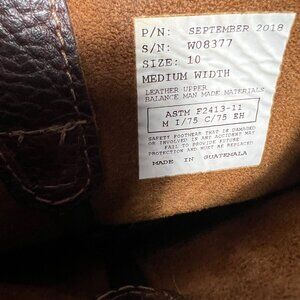 P/N: SEPTEMBER 2018
S/N: W08377
SIZE: 10
MEDIUM WIDTH
LEATHER UPPER
BALANCE MAN MADE MATERIALS
ASTM F2413-11
M I/75 C/75 EH
SAFETY FOOTWEAR THAT IS DAMAGED
OR INVOLVED IN ANY ACCIDENT WOULD
FAIL TO PROVIDE FUTURE
PROTECTION AND MUST BE DISCARDED
MADE IN GUATEMALA